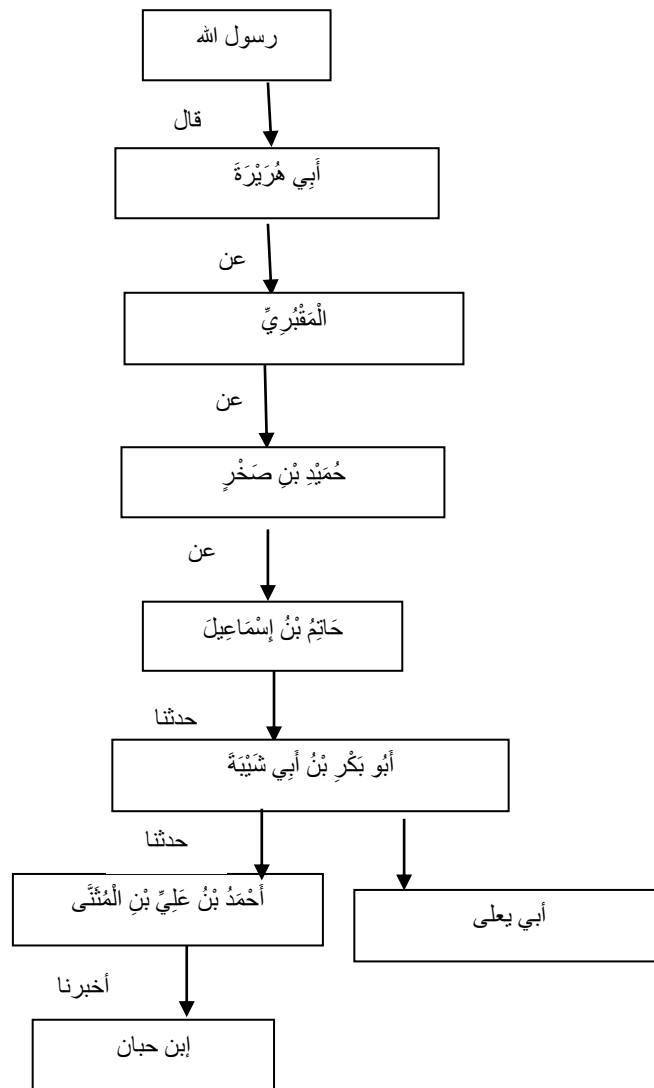 رسول الله
قال
أَبِي هُرَيْرَةَ
عن
الْمَقْبُرِيِّ
عن
حُمَيْدِ بْنِ صَخْرٍ
عن
حَاتِمُ بْنُ إِسْمَاعِيلَ
حدثنا
أَبُو بَكْرِ بْنُ أَبِي شَيْبَةَ
حدثنا
أَحْمَدُ بْنُ عَلِيِّ بْنِ الْمُثَنَّى
أبي يعلى
أخبرنا
إبن حبان